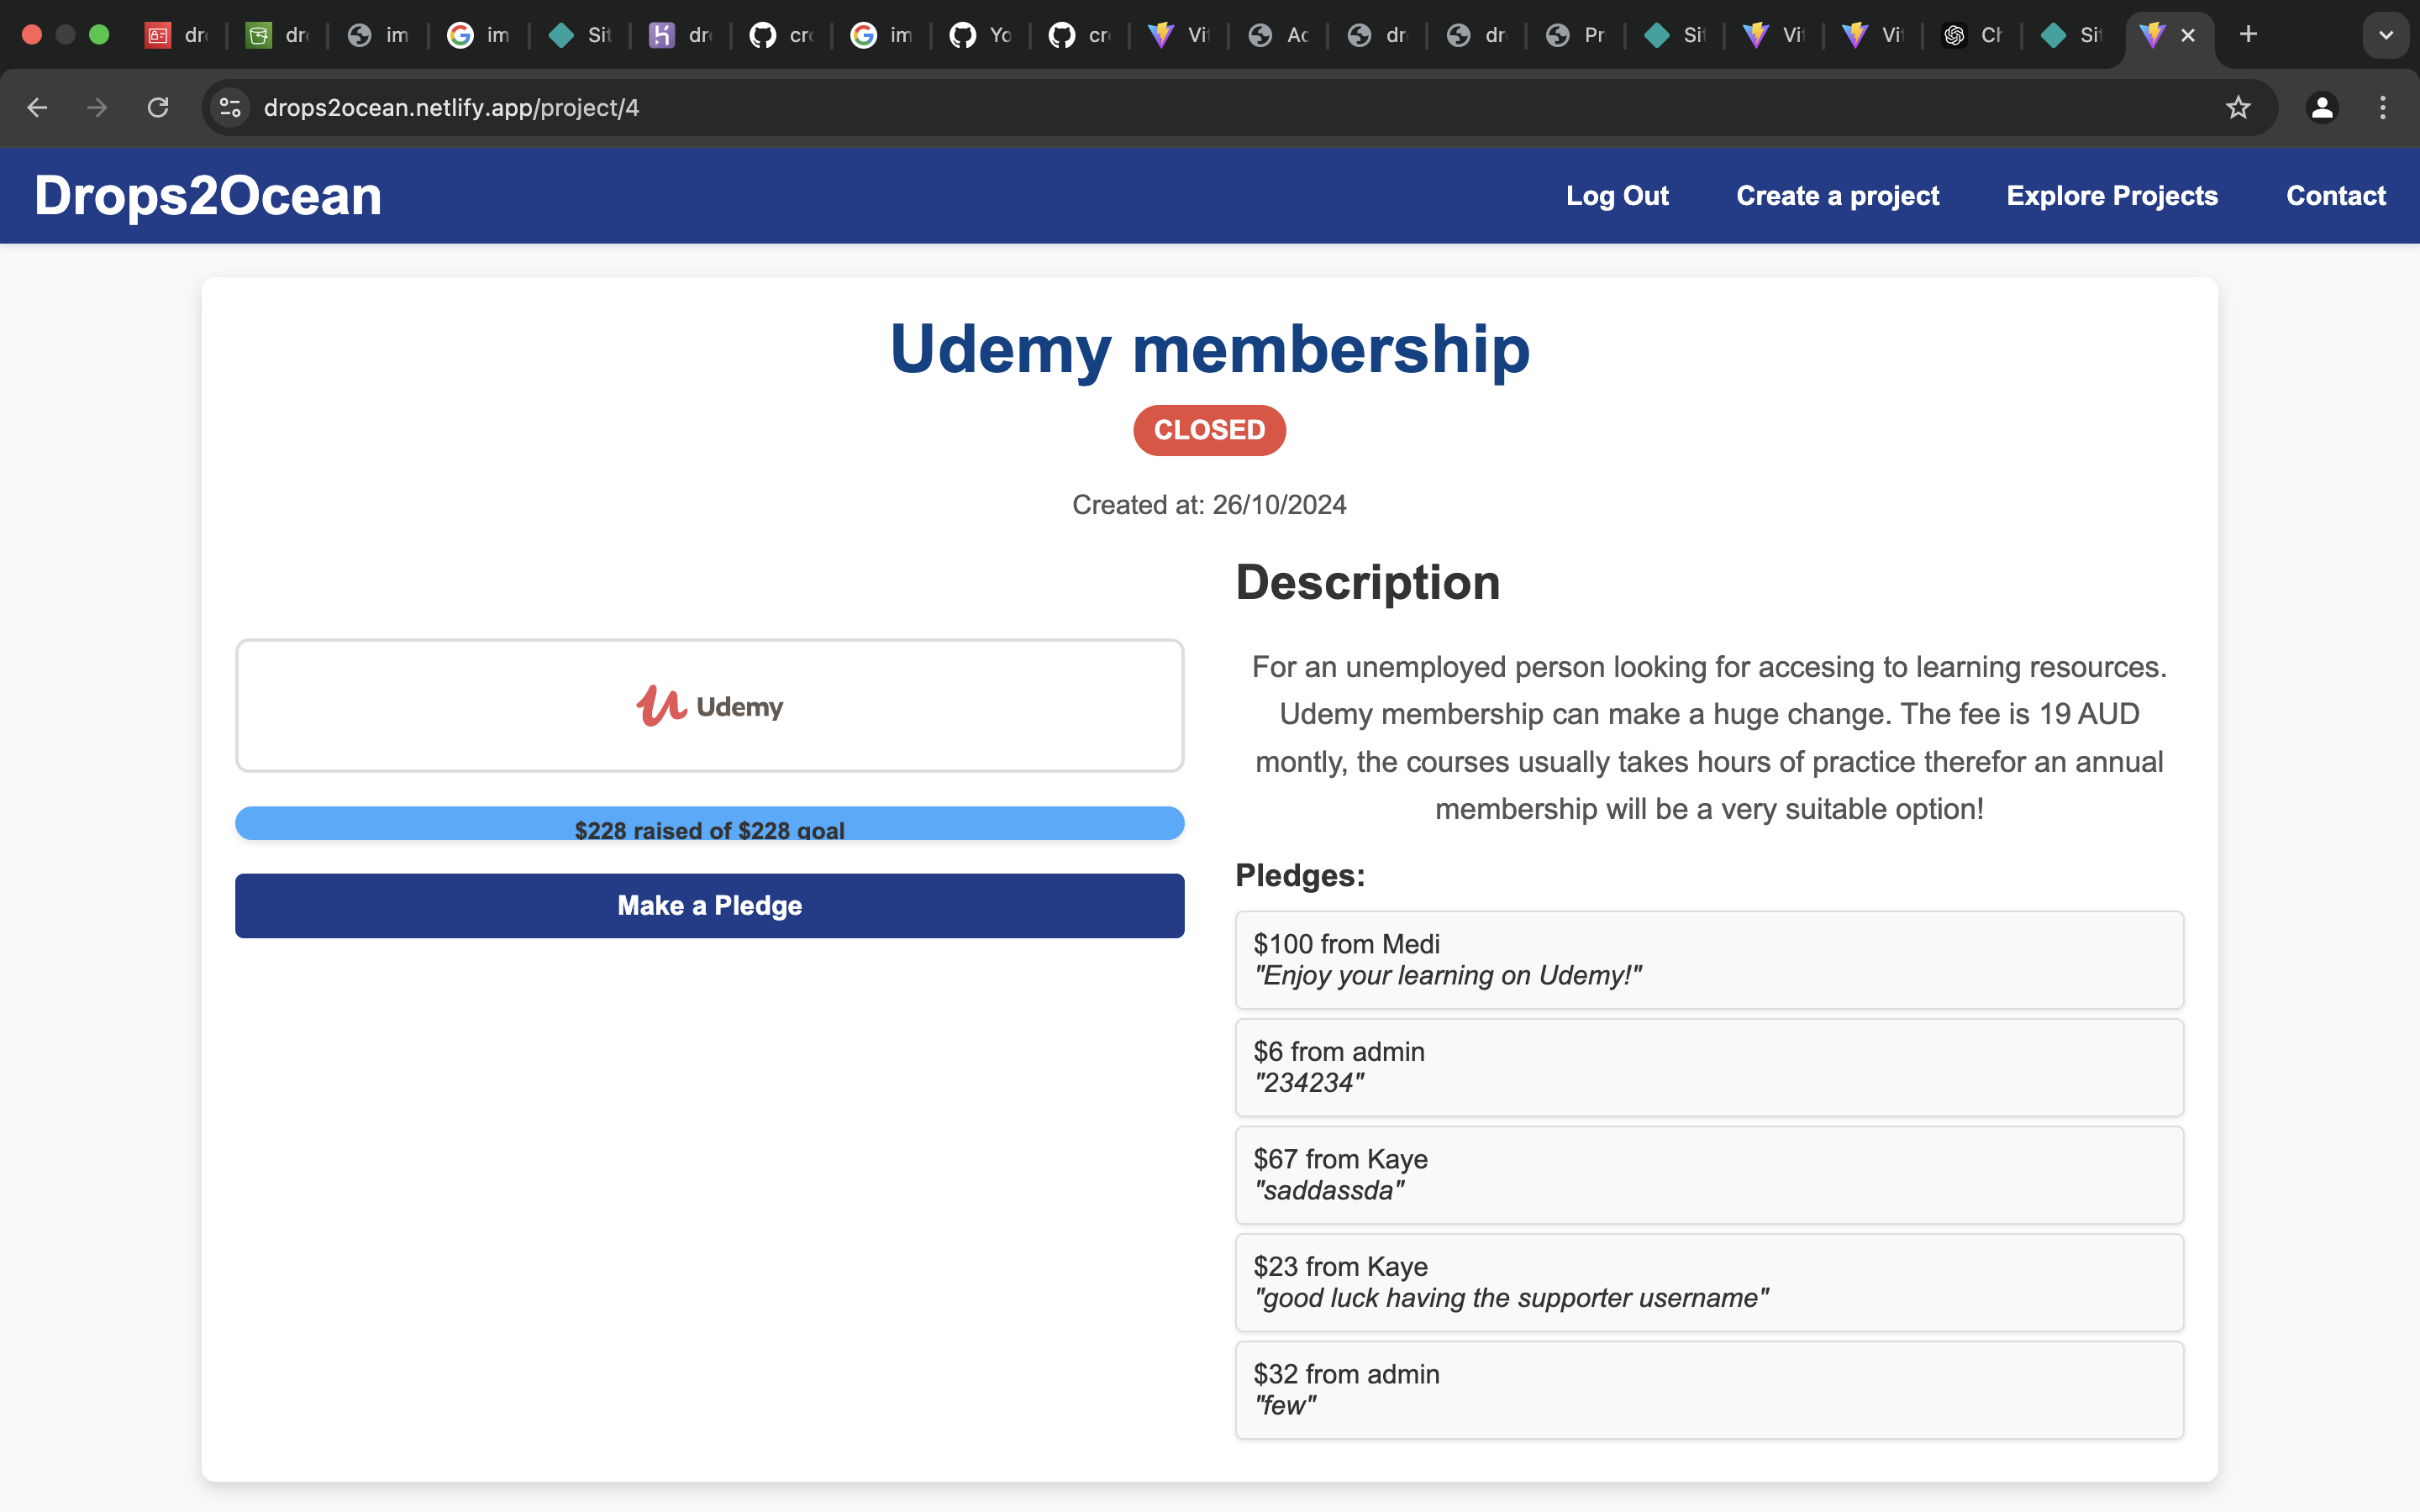 dr
dr
im
im
Sit
dr
cr
im
Yo
cr
Vi
Ac
dr
dr
Pr
Sit
Vi
Vi
Ch
Sit
drops2ocean.netlify.app/project/4
Drops2Ocean
Log Out
Create a project
Explore Projects
Contact
Udemy membership
CLOSED
Created at: 26/10/2024
Udemy
$228 raised of $228 goal
Make a Pledge
Description
For an unemployed person looking for accesing to learning resources.
Udemy membership can make a huge change. The fee is 19 AUD
montly, the courses usually takes hours of practice therefor an annual
membership will be a very suitable option!
Pledges:
$100 from Medi
"Enjoy your learning on Udemy!"
$6 from admin
"234234"
$67 from Kaye
"saddassda"
$23 from Kaye
"good luck having the supporter username"
$32 from admin
"few"